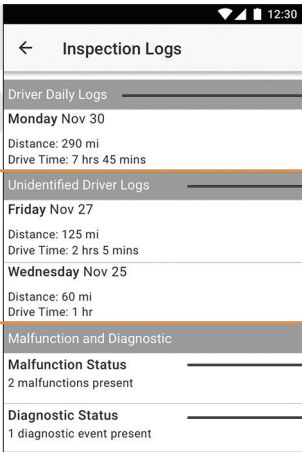 12:30
Inspection Logs
Driver Daily Logs
Monday Nov 30
Distance: 290 mi
Drive Time: 7 hrs 45 mins
Unidentified Driver Logs
Friday Nov 27
Distance: 125 mi
Drive Time: 2 hrs 5 mins
Wednesday Nov 25
Distance: 60 mi
Drive Time: 1 hr
Malfunction and Diagnostic
Malfunction Status
2 malfunctions present
Diagnostic Status
1 diagnostic event present